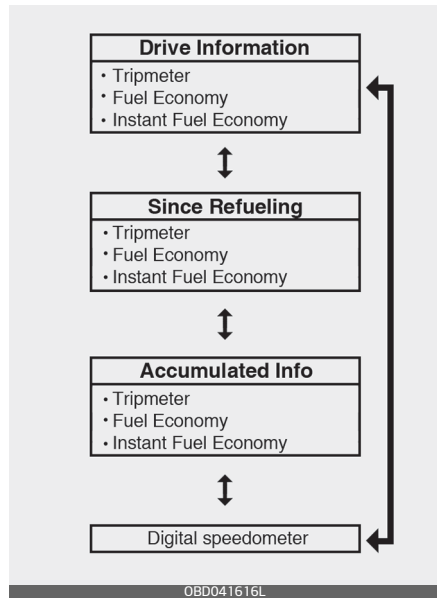 Drive Information
• Tripmeter
• Fuel Economy
• Instant Fuel Economy
Since Refueling
• Tripmeter
• Fuel Economy
• Instant Fuel Economy
Accumulated Info
• Tripmeter
• Fuel Economy
• Instant Fuel Economy
Digital speedometer
OBD041616L